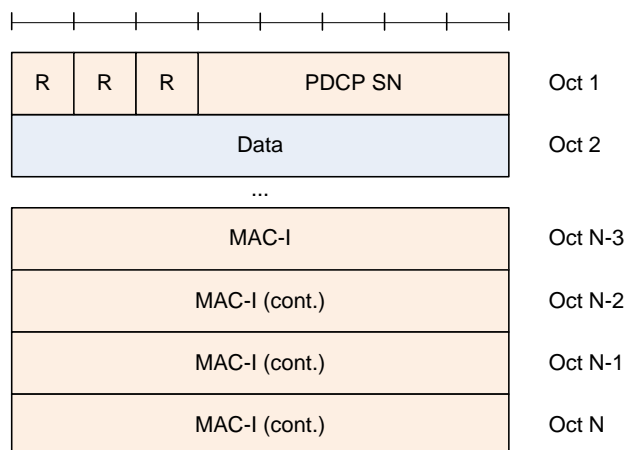 R R R PDCP SN Oct 1
Data Oct 2
...
MAC-I Oct N-3
MAC-I (cont.) Oct N-2
MAC-I (cont.) Oct N-1
MAC-I (cont.) Oct N